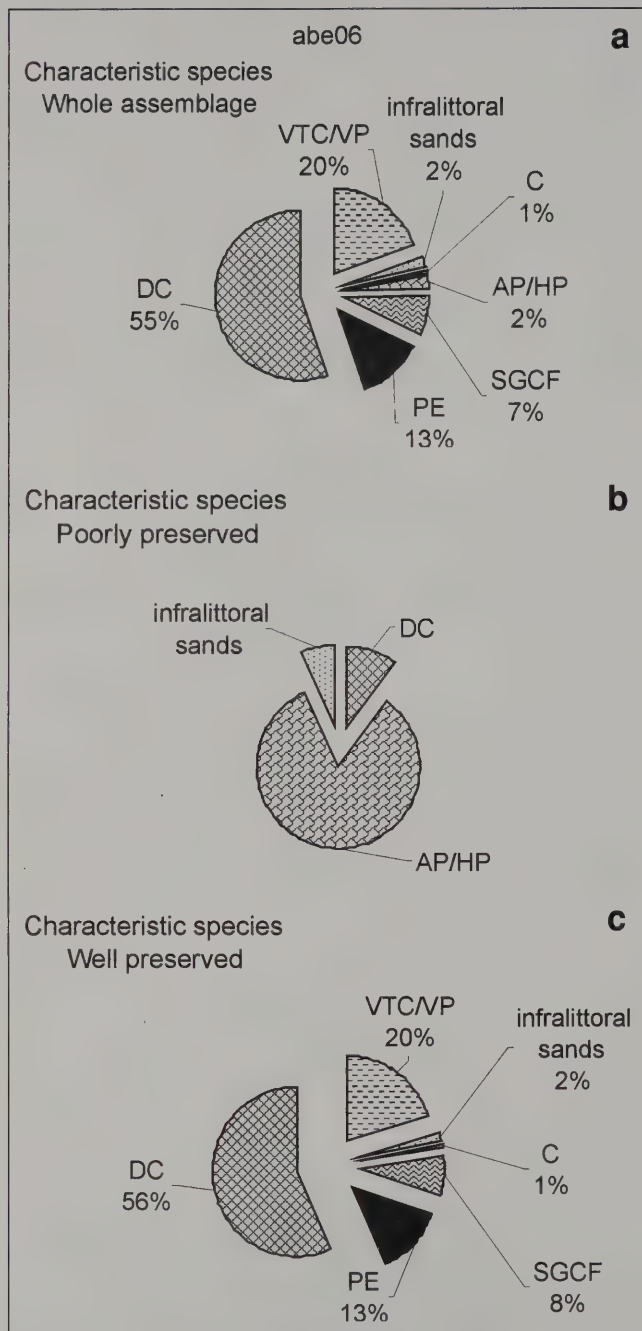 abe06
a
Characteristic species
Whole assemblage
VTC/VP
20%
infralittoral
sands
2%
C
1%
AP/HP
2%
SGCF
7%
PE
13%
DC
55%
b
Characteristic species
Poorly preserved
infralittoral
sands
DC
AP/HP
c
Characteristic species
Well preserved
VTC/VP
20%
infralittoral
sands
2%
C
1%
SGCF
8%
PE
13%
DC
56%